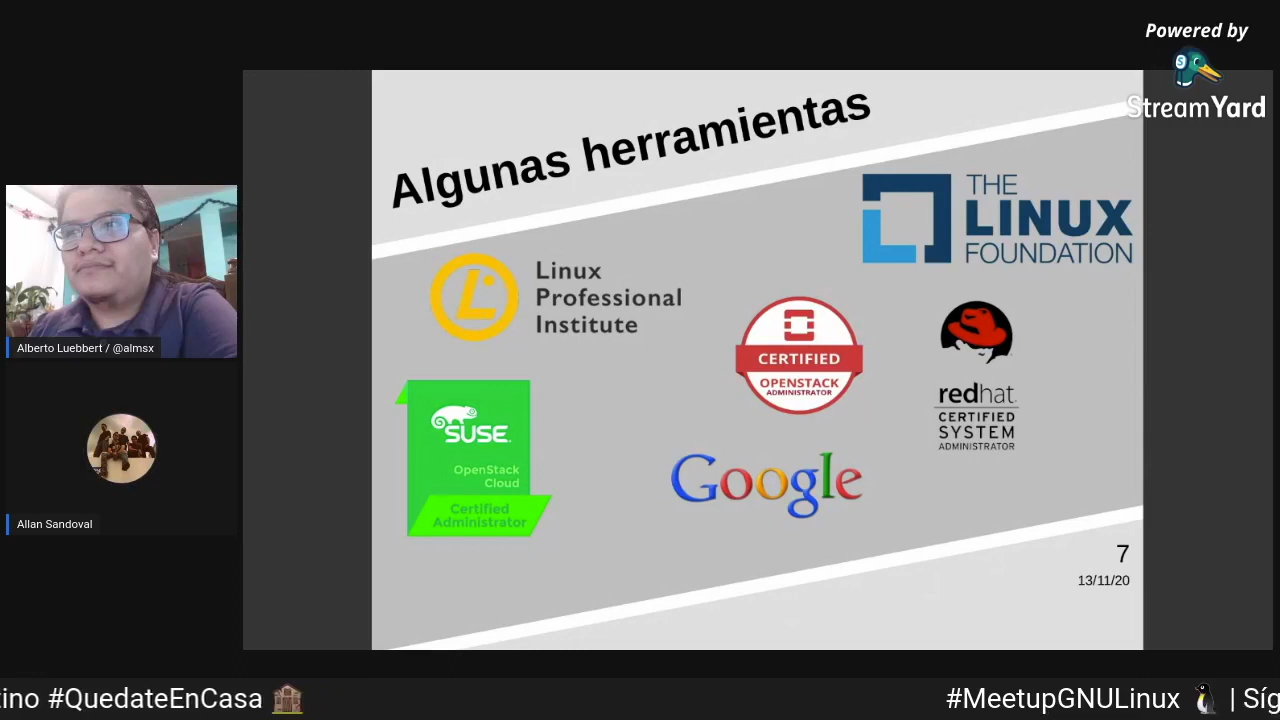 Powered by
StreamYard
Algunas herramientas
THE
LINUX
FOUNDATION
Linux
Professional
Institute
CERTIFIED
OPENSTACK
ADMINISTRATOR
redhat.
CERTIFIED
SYSTEM
ADMINISTRATOR
SUSE.
OpenStack
Cloud
Certified
Administrator
Google
7
13/11/20
Alberto Luebbert / @almsx
Allan Sandoval
tino #QuedateEnCasa 🏚️ #MeetupGNULinux 🐧 | Síg